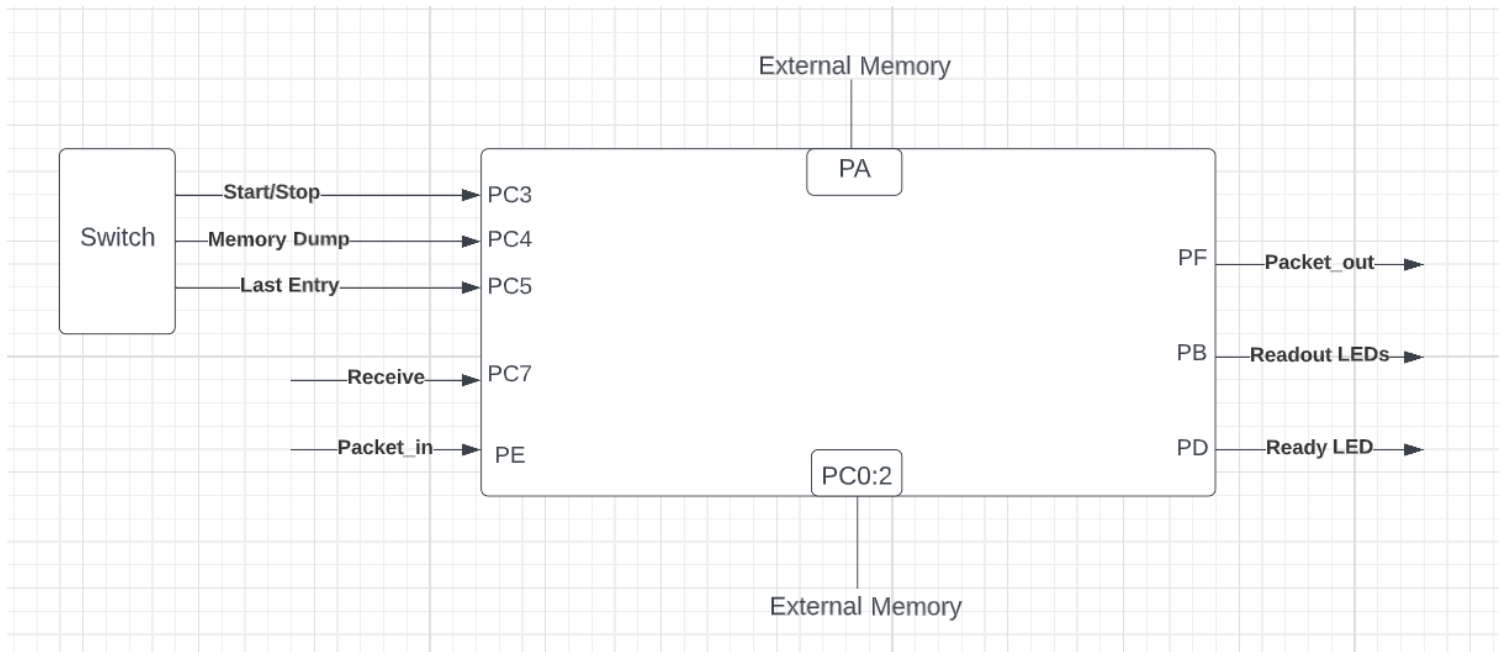 External Memory
PA
Start/Stop
PC3
Switch
Memory Dump
PC4
Last Entry
PC5
PF
Packet_out
PB
Readout LEDs
Receive
PC7
Packet_in
PE
PD
Ready LED
PC0:2
External Memory